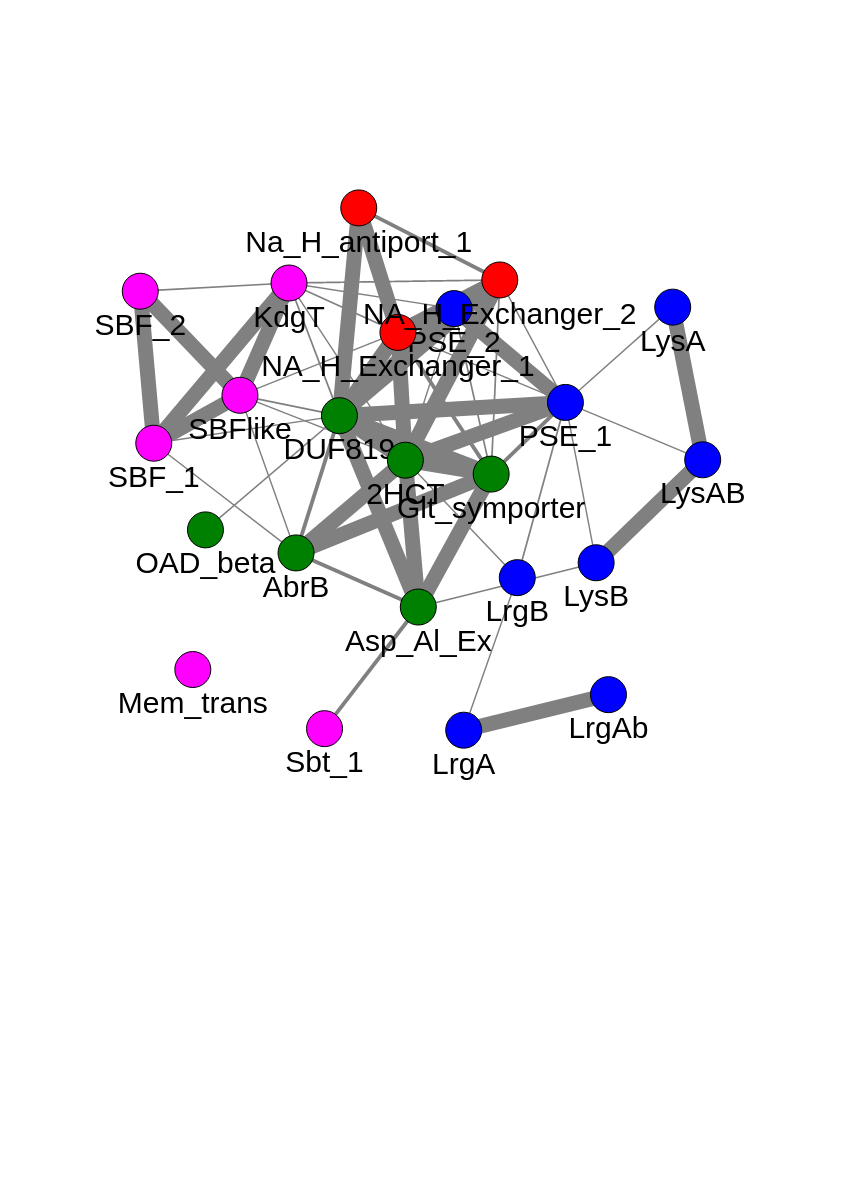 Na_H_antiport_1
SBF_2
KdgT
NA_H_Exchanger_2
PSE_2
LysA
NA_H_Exchanger_1
SBFlike
DUF819
PSE_1
SBF_1
2HCT
Glt_symporter
LysAB
OAD_beta
AbrB
LrgB
LysB
Asp_Al_Ex
Mem_trans
Sbt_1
LrgA
LrgAb